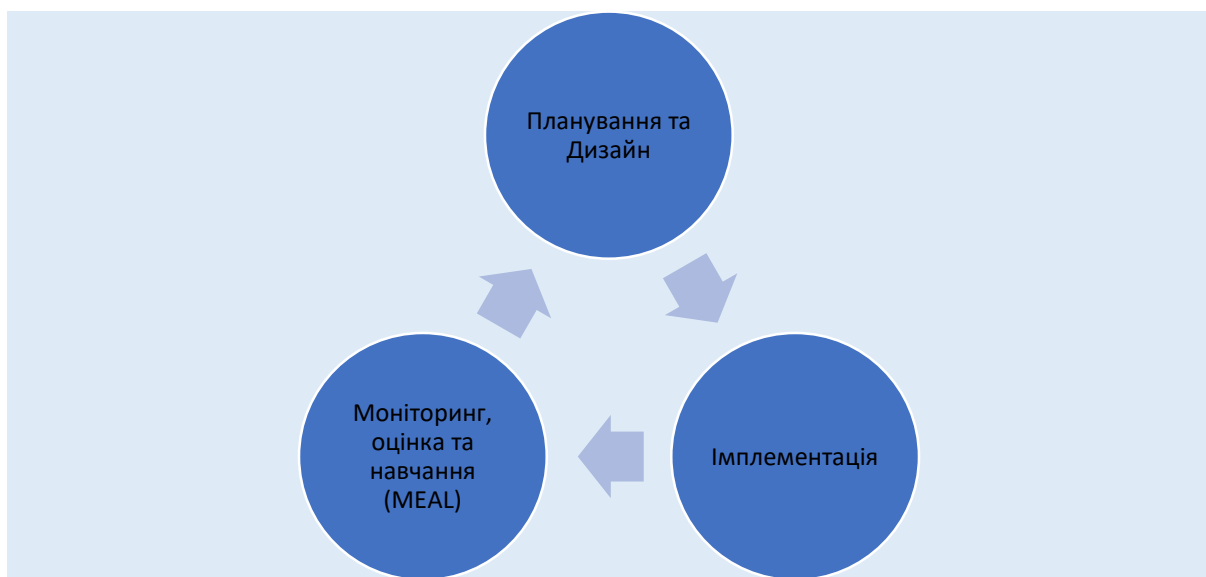 Планування та
Дизайн
Імплементація
Моніторинг,
оцінка та
навчання
(MEAL)